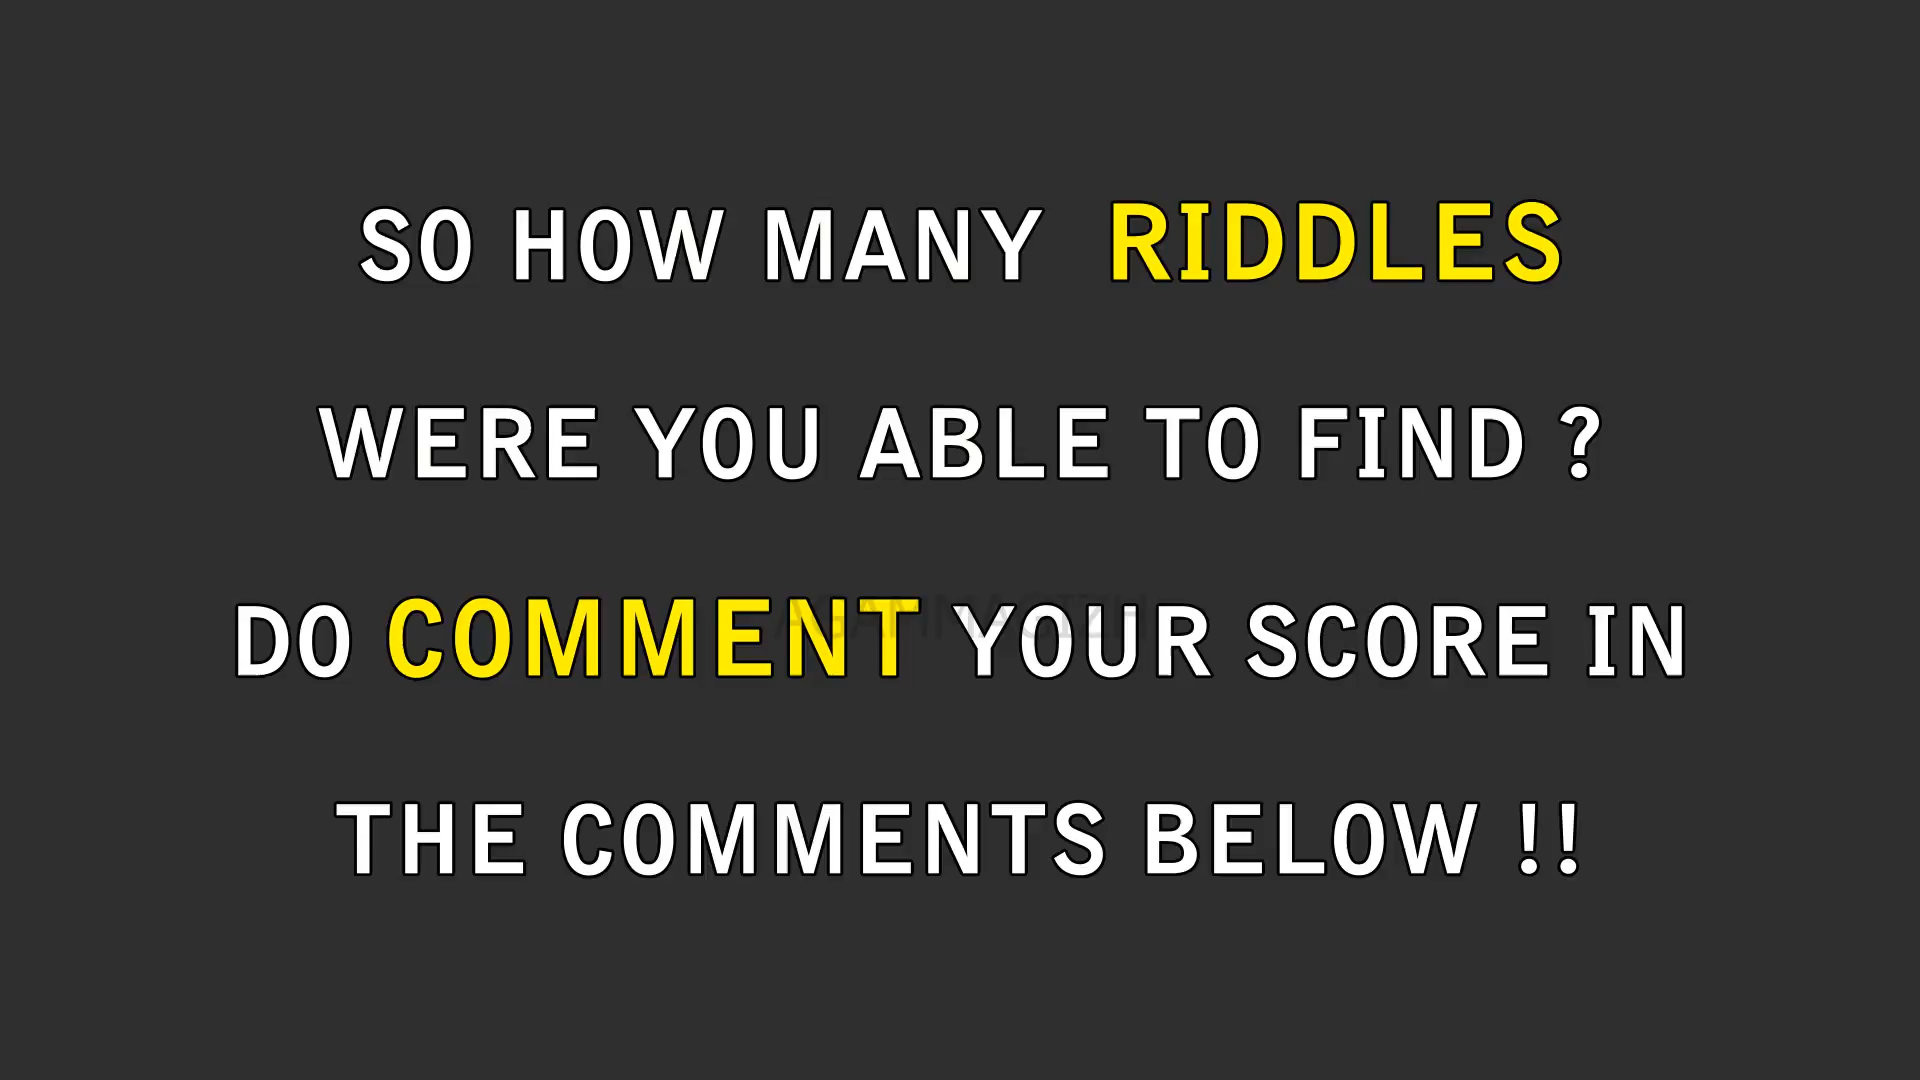 SO HOW MANY RIDDLES
WERE YOU ABLE TO FIND ?
DO COMMENT YOUR SCORE IN
THE COMMENTS BELOW !!